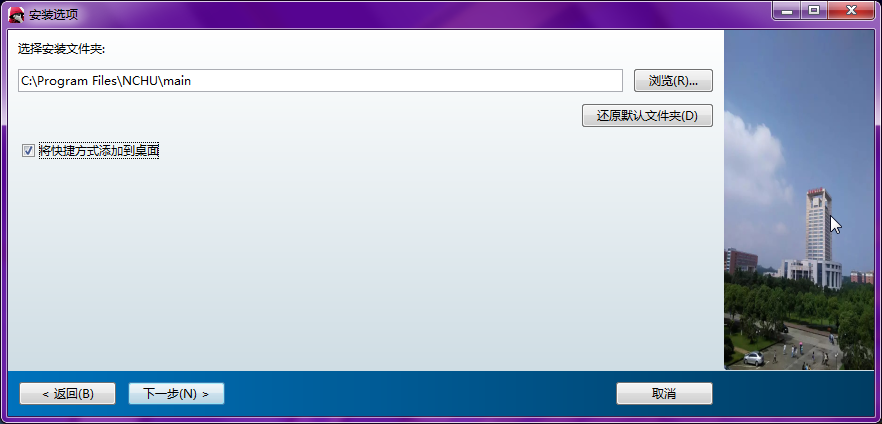 安装选项
选择安装文件夹:
C:\Program Files\NCHU\main
浏览(R)...
还原默认文件夹(D)
将快捷方式添加到桌面
< 返回(B)
下一步(N) >
取消